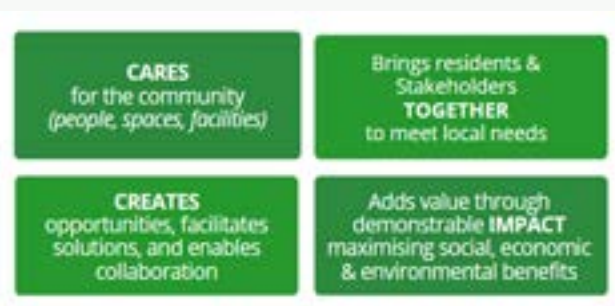 CARES
for the community
(people, spaces, facilities)
Brings residents &
Stakeholders
TOGETHER
to meet local needs
CREATES
opportunities, facilitates
solutions, and enables
collaboration
Adds value through
demonstrable IMPACT
maximising social, economic
& environmental benefits